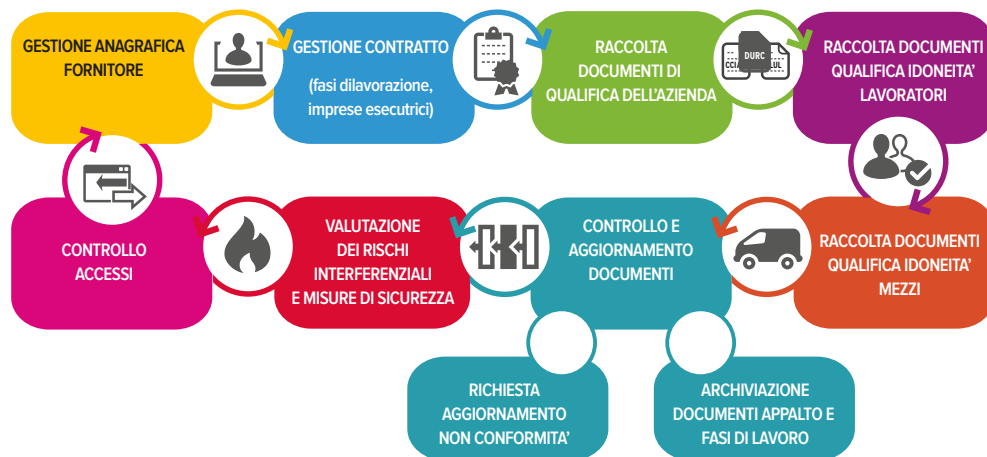 GESTIONE ANAGRAFICA
FORNITORE
GESTIONE CONTRATTO
(fasi dilavorazione,
imprese esecutrici)
RACCOLTA
DOCUMENTI DI
QUALIFICA DELL'AZIENDA
DURC
CCIA
LUL
RACCOLTA DOCUMENTI
QUALIFICA IDONEITA'
LAVORATORI
CONTROLLO
ACCESSI
VALUTAZIONE
DEI RISCHI
INTERFERENZIALI
E MISURE DI SICUREZZA
CONTROLLO E
AGGIORNAMENTO
DOCUMENTI
RACCOLTA DOCUMENTI
QUALIFICA IDONEITA'
MEZZI
RICHIESTA
AGGIORNAMENTO
NON CONFORMITA'
ARCHIVIAZIONE
DOCUMENTI APPALTO E
FASI DI LAVORO